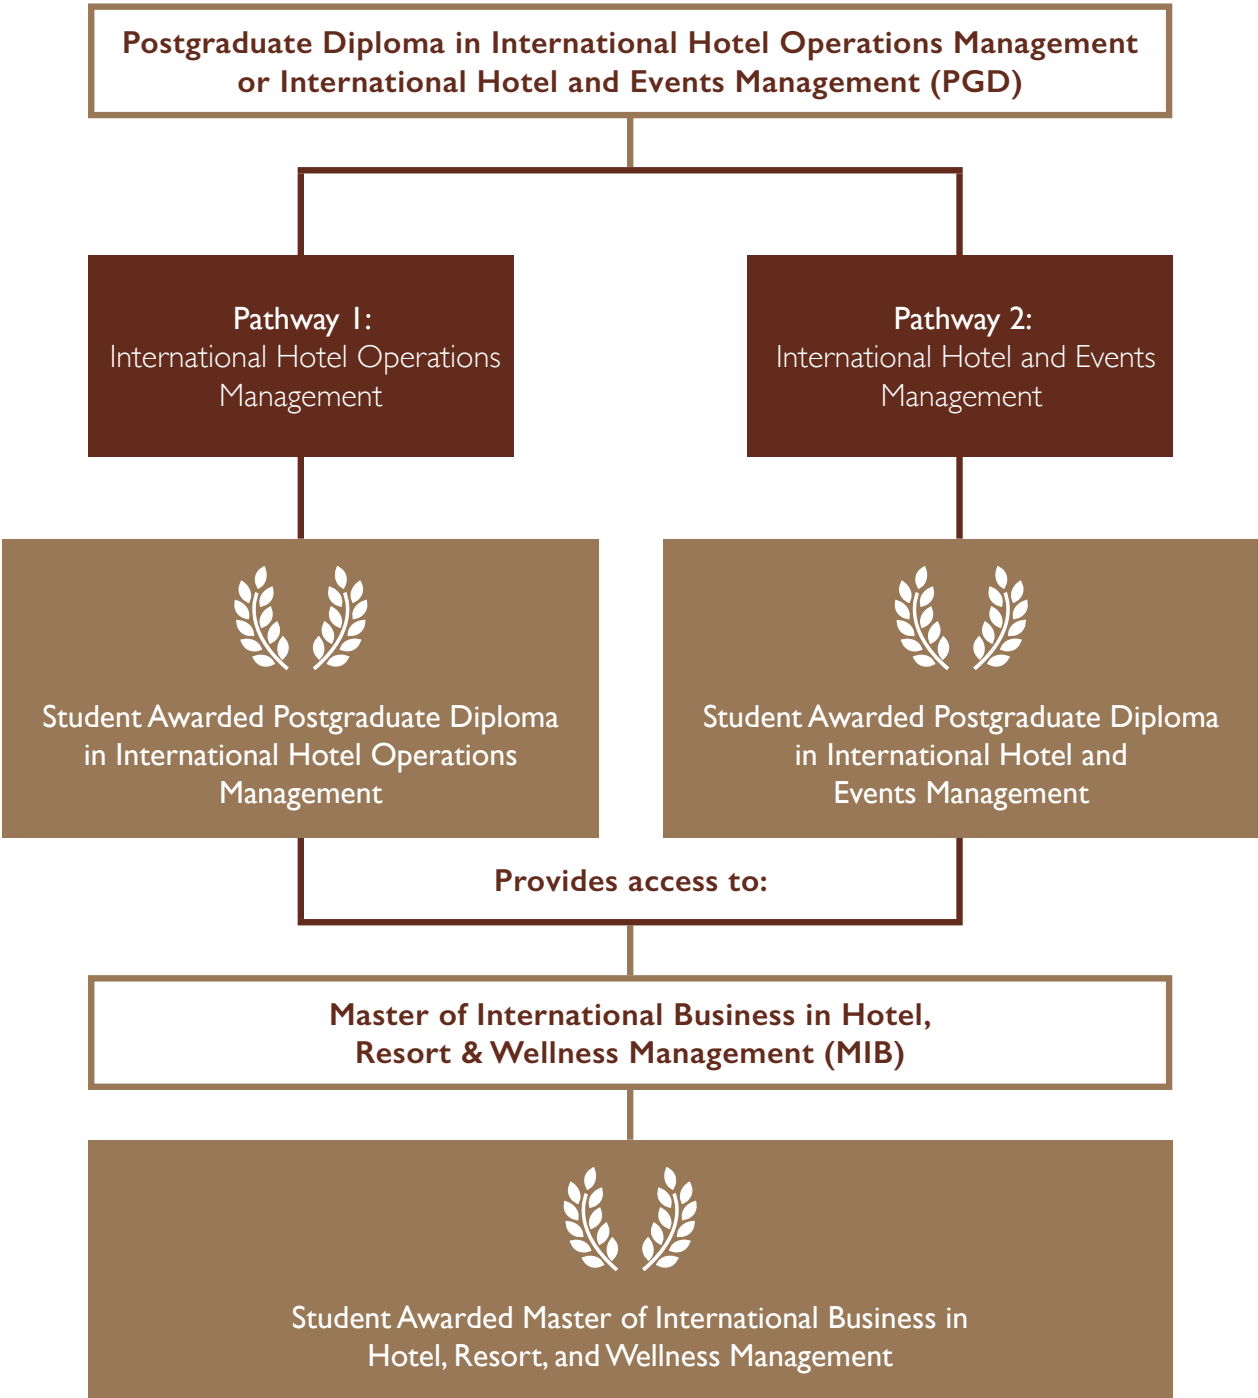 Postgraduate Diploma in International Hotel Operations Management
or International Hotel and Events Management (PGD)
Pathway 1:
International Hotel Operations
Management
Pathway 2:
International Hotel and Events
Management
Student Awarded Postgraduate Diploma
in International Hotel Operations
Management
Student Awarded Postgraduate Diploma
in International Hotel and
Events Management
Provides access to:
Master of International Business in Hotel,
Resort & Wellness Management (MIB)
Student Awarded Master of International Business in
Hotel, Resort, and Wellness Management